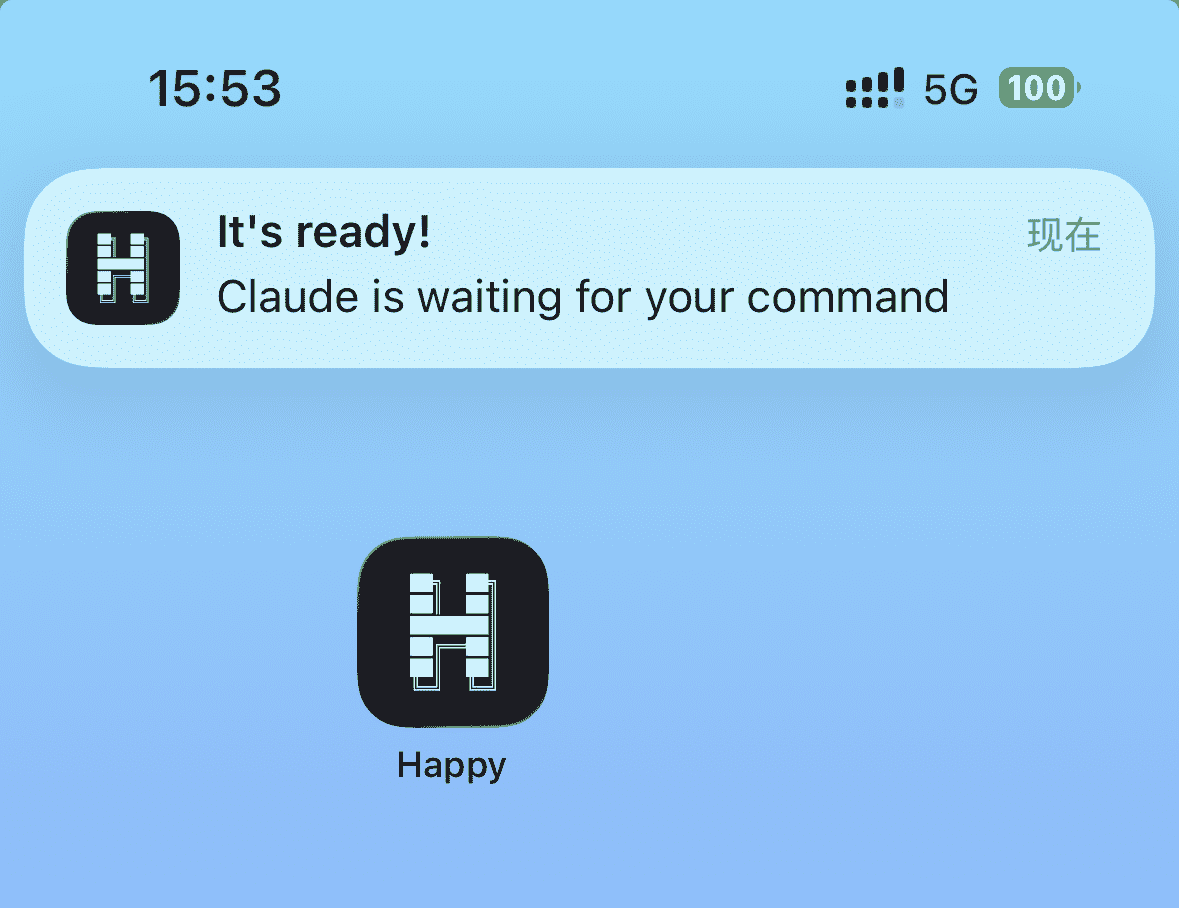 15:53
5G 100
It's ready!
现在
Claude is waiting for your command
H
H
Happy